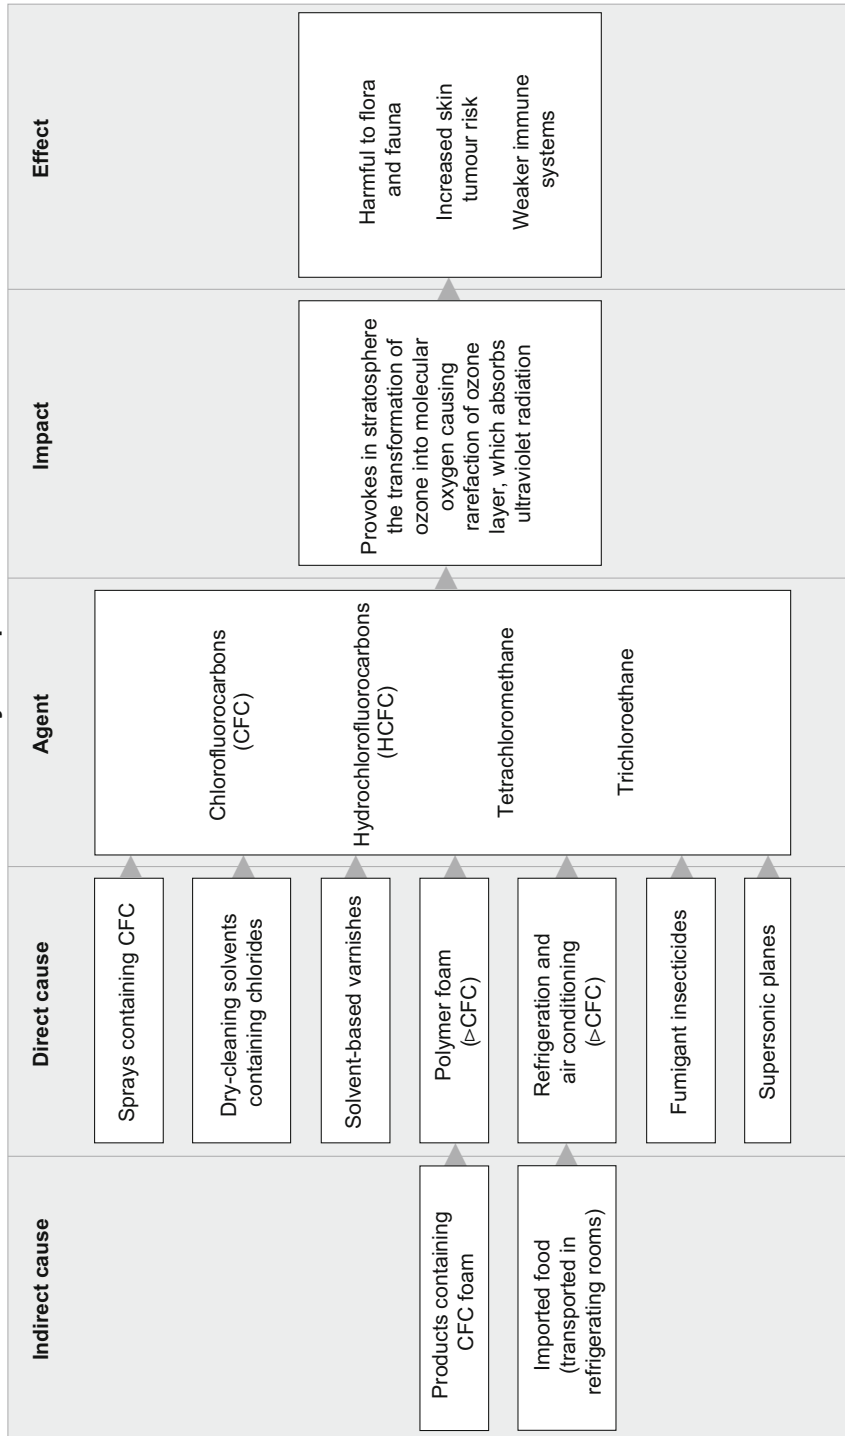 Indirect cause
Products containing
CFC foam
Imported food
(transported in
refrigerating rooms)
Direct cause
Sprays containing CFC
Dry-cleaning solvents
containing chlorides
Solvent-based varnishes
Polymer foam
(▹CFC)
Refrigeration and
air conditioning
(▹CFC)
Fumigant insecticides
Supersonic planes
Agent
Chlorofluorocarbons
(CFC)
Hydrochlorofluorocarbons
(HCFC)
Tetrachloromethane
Trichloroethane
Impact
Provokes in stratosphere
the transformation of
ozone into molecular
oxygen causing
rarefaction of ozone
layer, which absorbs
ultraviolet radiation
Effect
Harmful to flora
and fauna
Increased skin
tumour risk
Weaker immune
systems